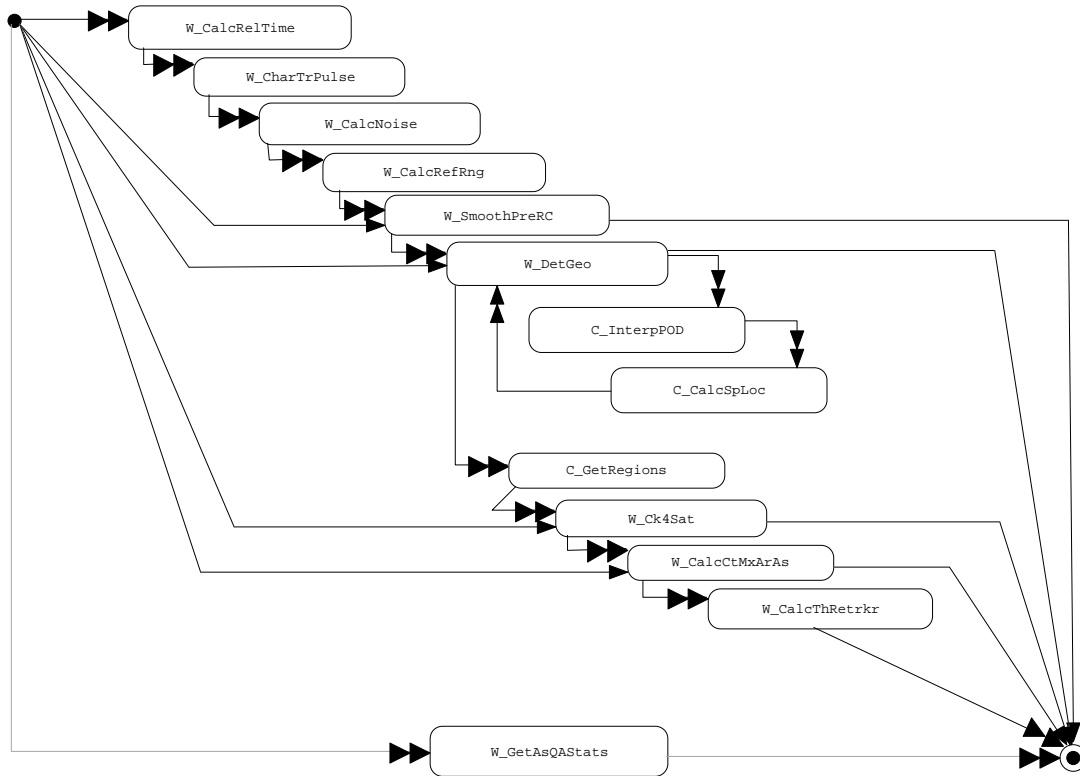 W_CalcRelTime
W_CharTrPulse
W_CalcNoise
W_CalcRefRng
W_SmoothPreRC
W_DetGeo
C_InterpPOD
C_CalcSpLoc
C_GetRegions
W_Ck4Sat
W_CalcCtMxArAs
W_CalcThRetrkr
W_GetAsQAStats